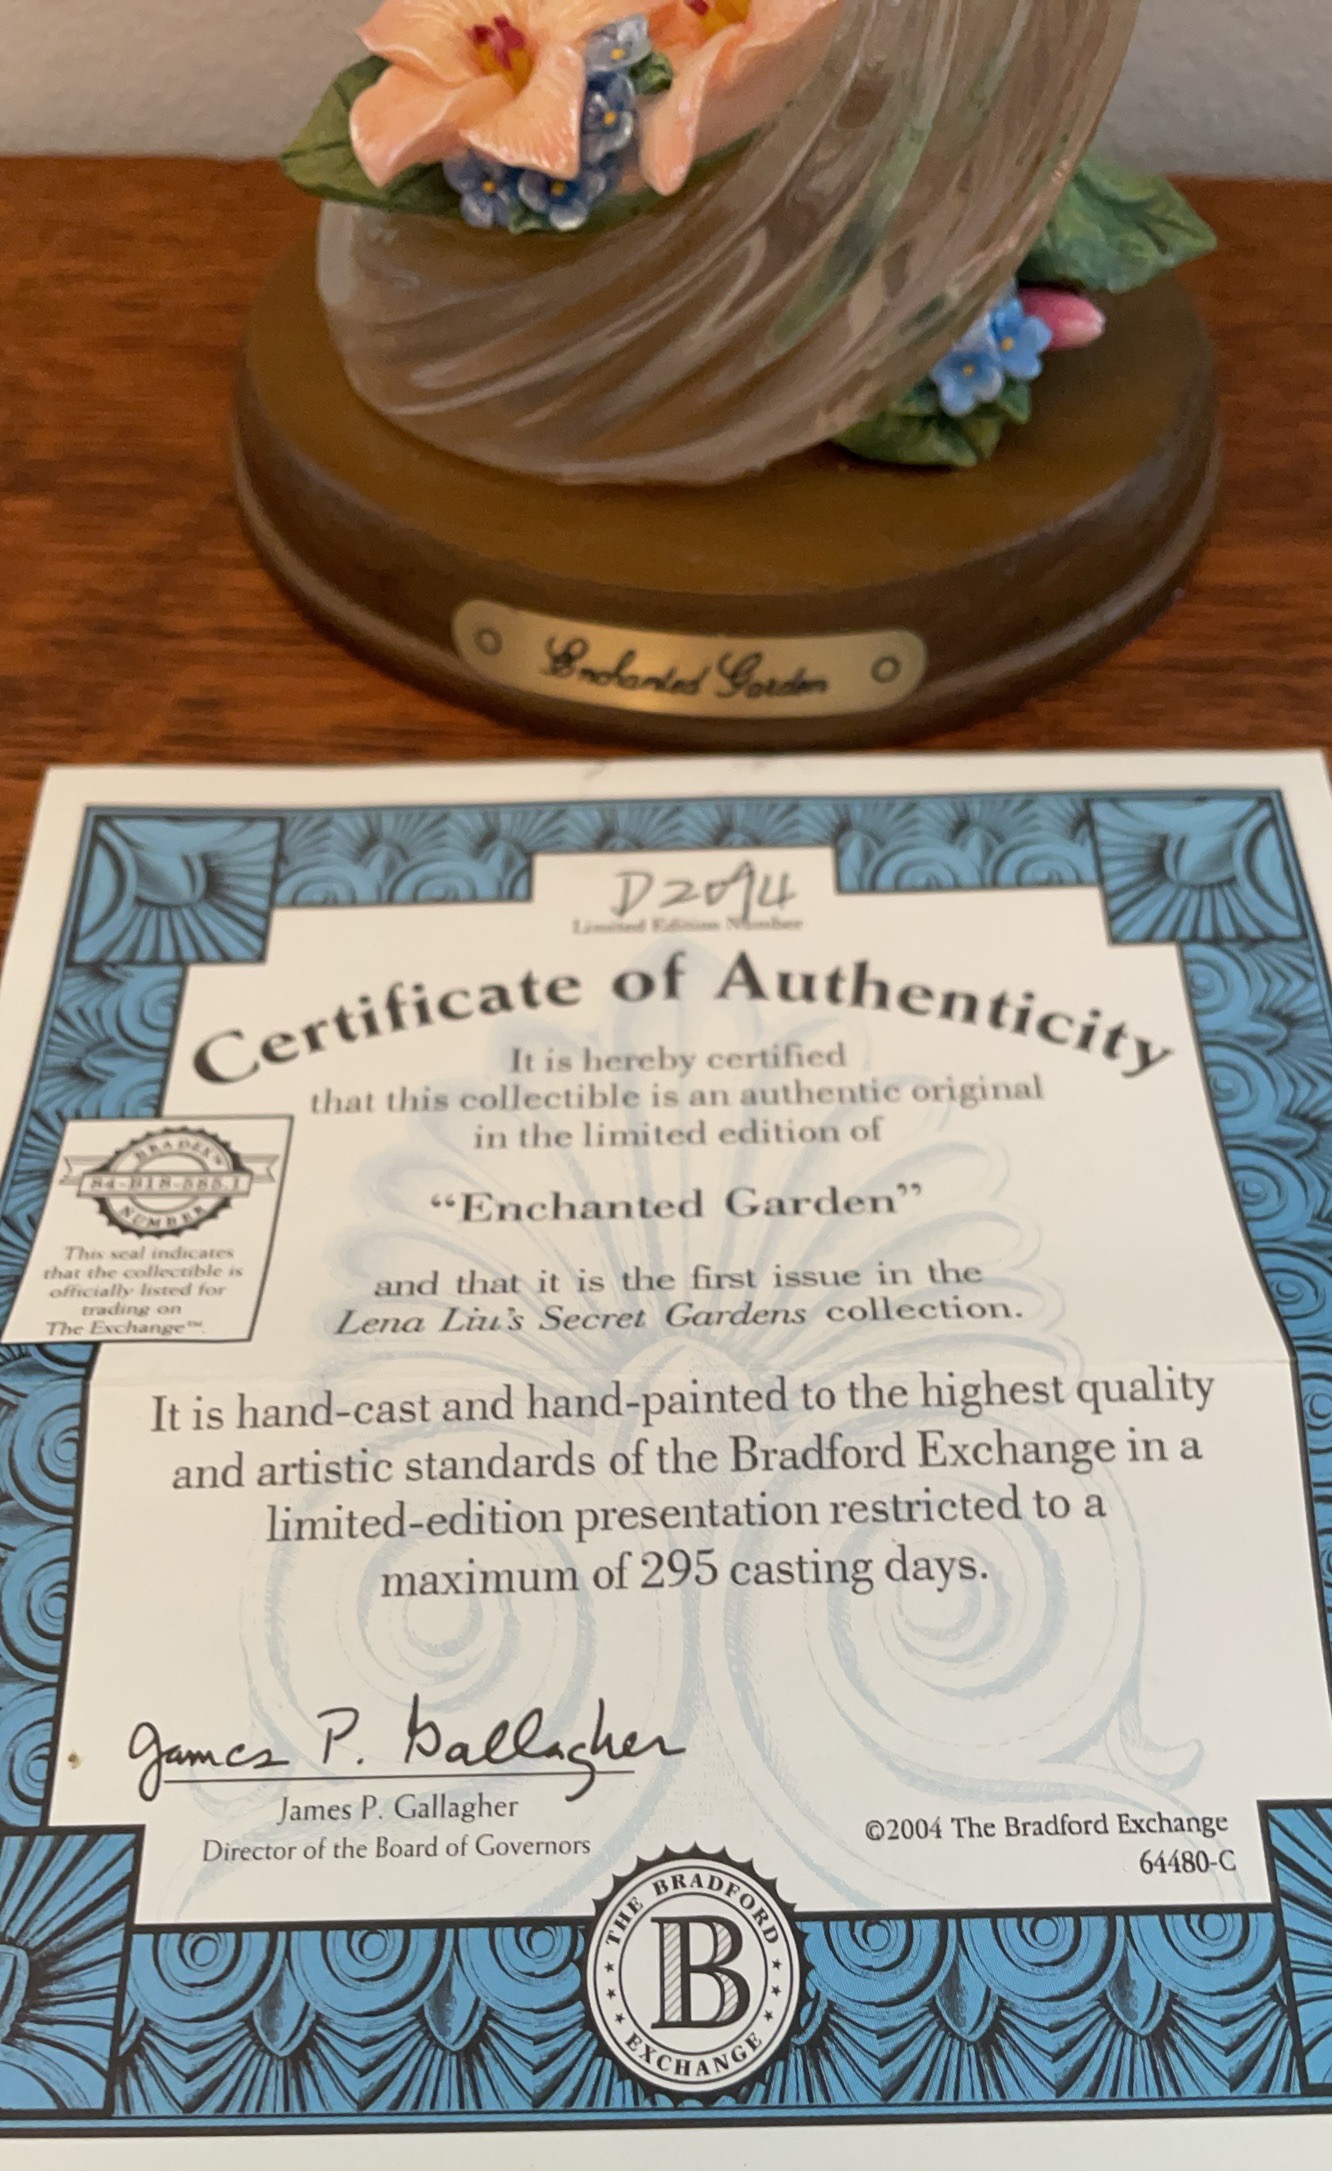 Enchanted Garden
D2094
Limited Edition Number
Certificate of Authenticity
It is hereby certified
that this collectible is an authentic original
in the limited edition of
“Enchanted Garden”
and that it is the first issue in the
Lena Liu's Secret Gardens collection.
BRADEX
84-B18-585.1
NUMBER
This seal indicates
that the collectible is
officially listed for
trading on
The Exchange™.
It is hand-cast and hand-painted to the highest quality
and artistic standards of the Bradford Exchange in a
limited-edition presentation restricted to a
maximum of 295 casting days.
James P. Gallagher
James P. Gallagher
Director of the Board of Governors
©2004 The Bradford Exchange
64480-C
THE BRADFORD
B
EXCHANGE